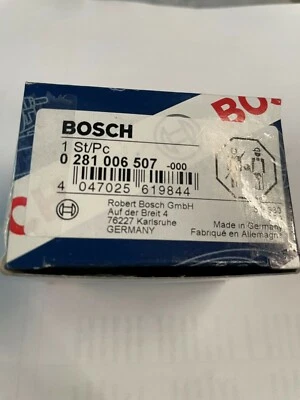 BOSCH
1 St/Pc
0 281 006 507 -000
4 047025 619844
Robert Bosch GmbH
Auf der Breit 4
76227 Karlsruhe
GERMANY
Made in Germany
Fabriqué en Allemagne